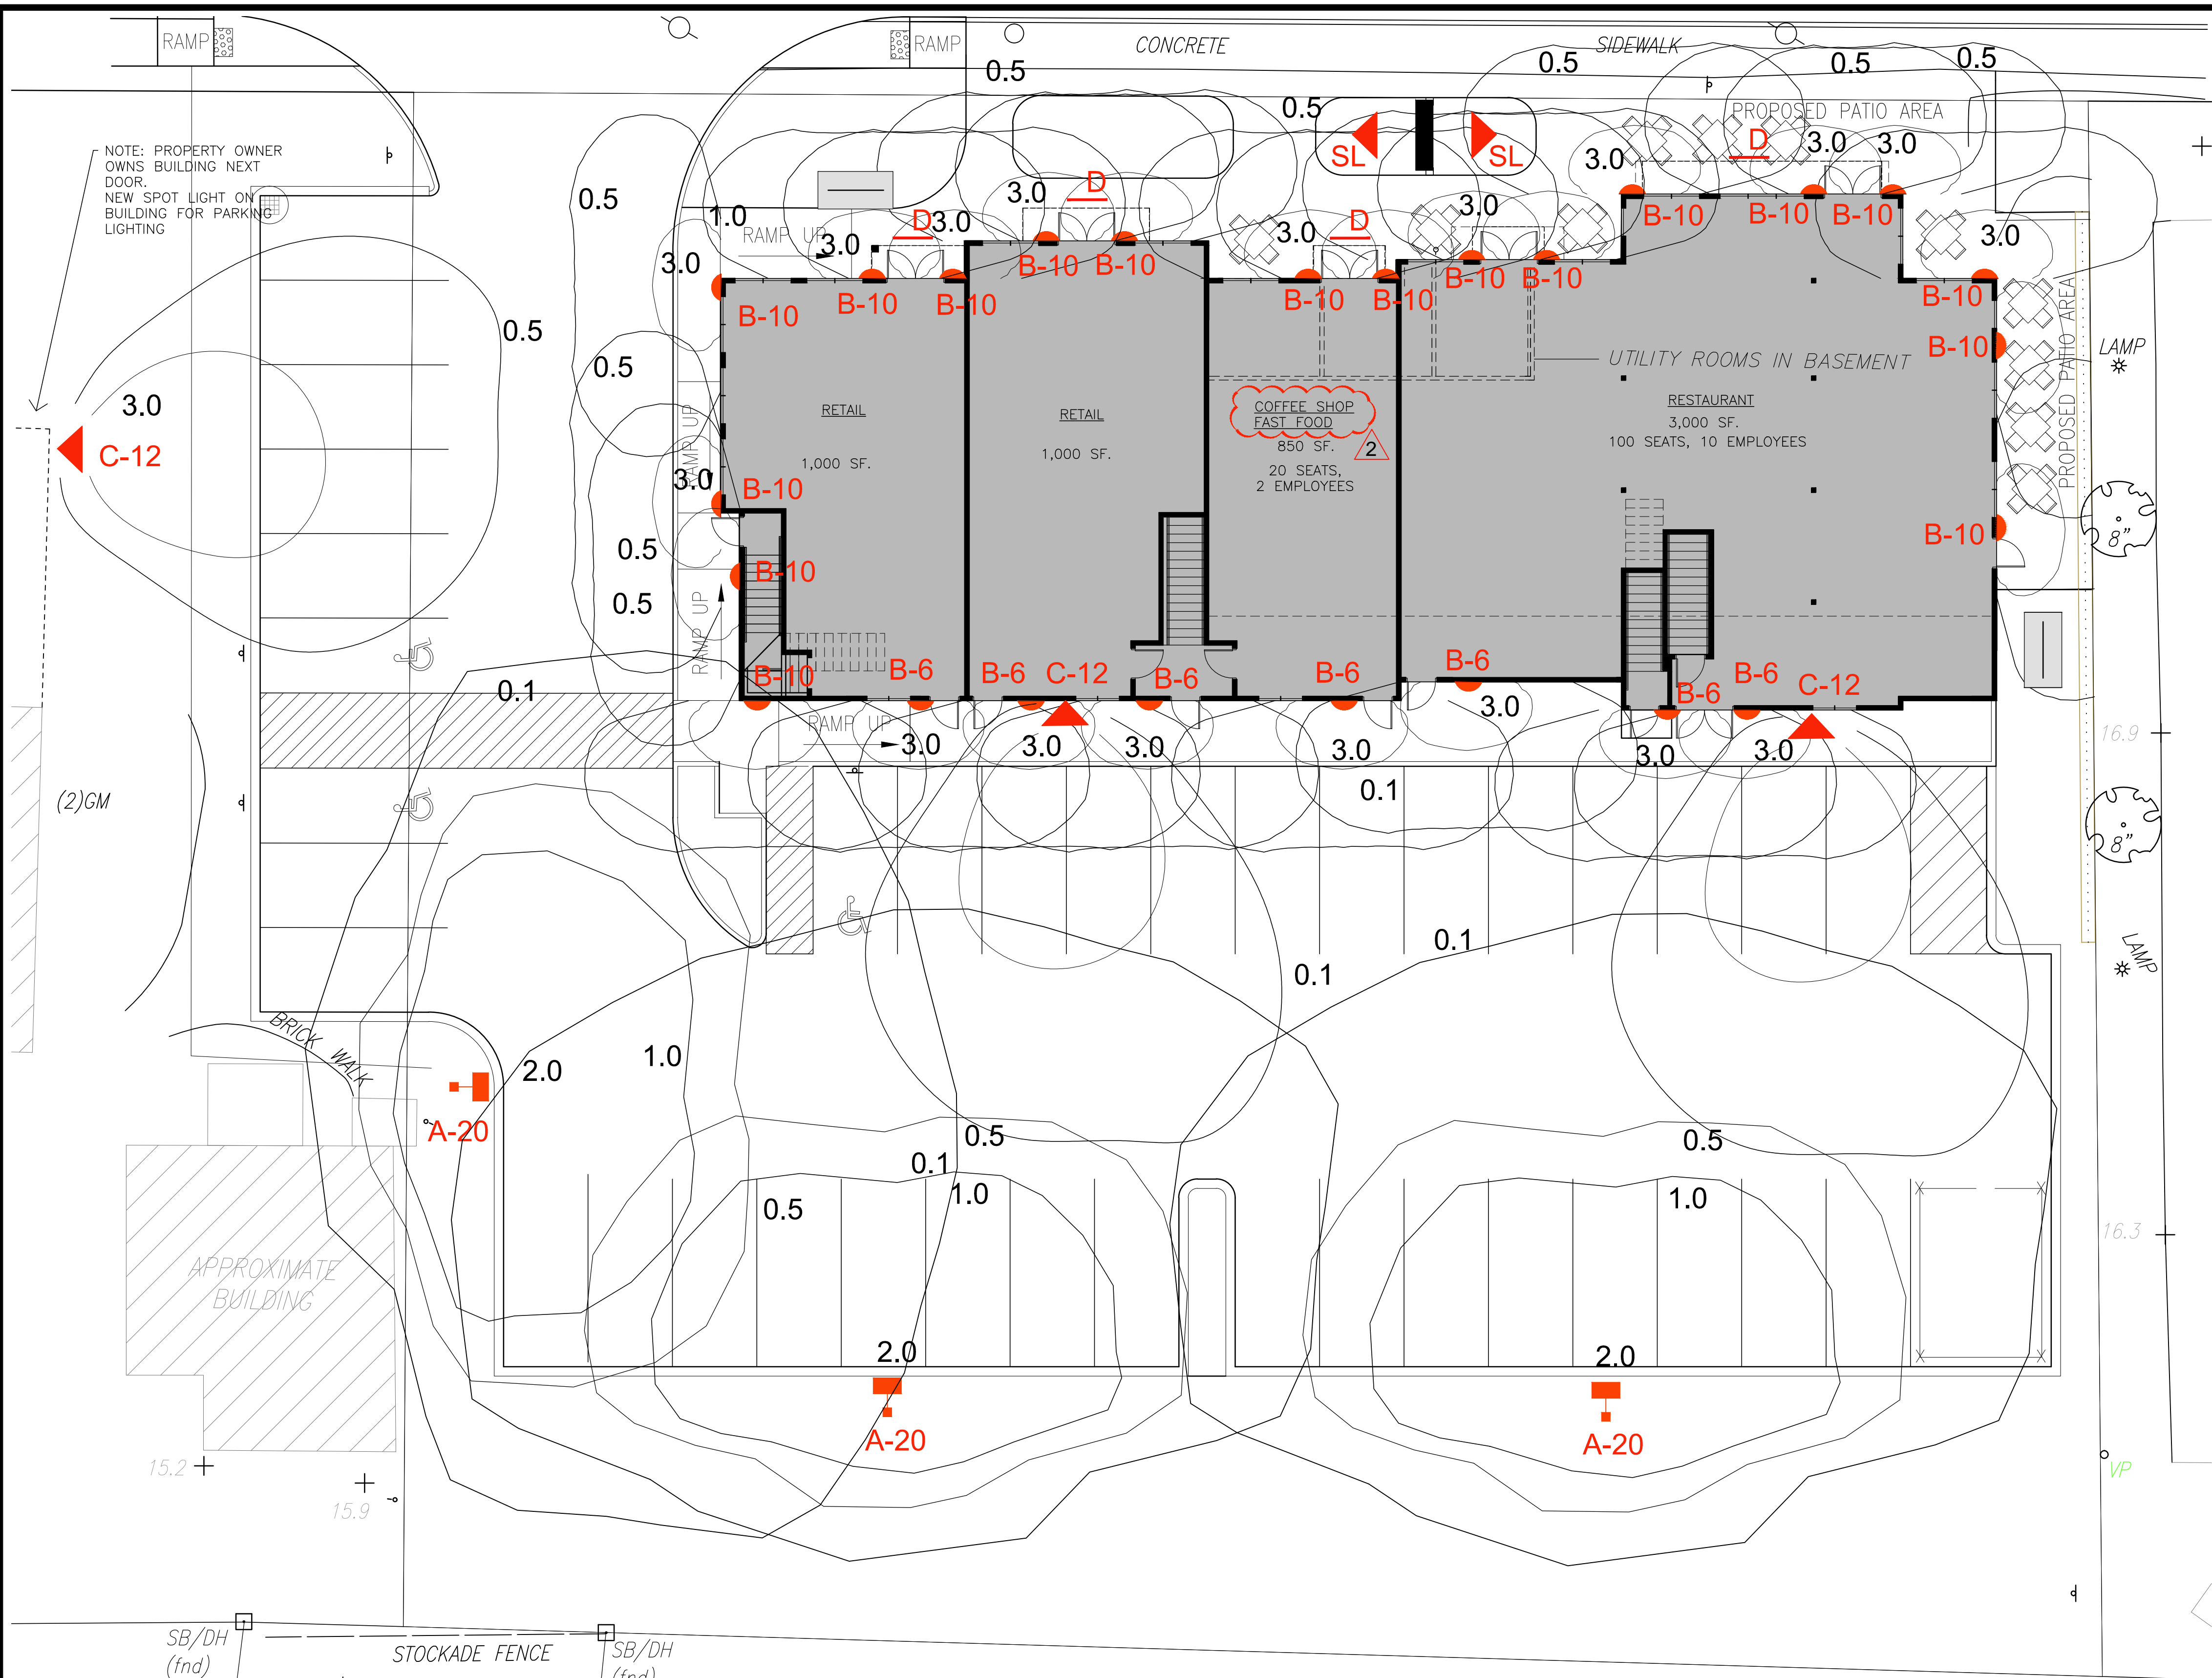 RAMP
RAMP
CONCRETE
SIDEWALK
0.5
0.5
0.5
0.5
0.5
PROPOSED PATIO AREA
NOTE: PROPERTY OWNER
OWNS BUILDING NEXT
DOOR.
NEW SPOT LIGHT ON
BUILDING FOR PARKING
LIGHTING
SL
SL
D
3.0
3.0
3.0
0.5
1.0
D
3.0
3.0
D
3.0
3.0
B-10
B-10
B-10
RAMP UP
3.0
D
3.0
3.0
3.0
B-10
B-10
B-10
B-10
B-10
B-10
B-10
B-10
B-10
B-10
PROPOSED PATIO AREA
0.5
0.5
B-10
LAMP
UTILITY ROOMS IN BASEMENT
3.0
C-12
RAMP UP
RETAIL
1,000 SF.
RETAIL
1,000 SF.
COFFEE SHOP
FAST FOOD
850 SF.
2
20 SEATS,
2 EMPLOYEES
RESTAURANT
3,000 SF.
100 SEATS, 10 EMPLOYEES
3.0
B-10
B-10
8"
0.5
B-10
0.5
RAMP UP
0.1
B-10
B-6
B-6
C-12
B-6
B-6
B-6
B-6
B-6
C-12
RAMP UP
3.0
3.0
3.0
3.0
3.0
3.0
3.0
16.9
0.1
(2)GM
8"
0.1
0.1
LAMP
BRICK WALK
2.0
1.0
A-20
0.5
0.1
1.0
0.5
0.5
1.0
16.3
APPROXIMATE
BUILDING
2.0
A-20
2.0
A-20
15.2
15.9
VP
SB/DH
(fnd)
STOCKADE FENCE
SB/DH
(fnd)